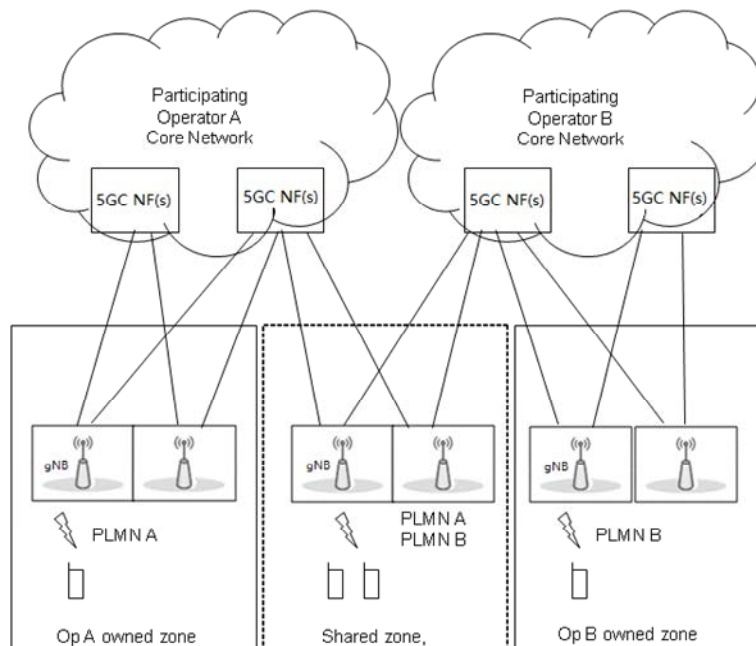 Participating
Operator A
Core Network
Participating
Operator B
Core Network
5GC NF(s)
5GC NF(s)
5GC NF(s)
5GC NF(s)
gNB
gNB
gNB
PLMN A
PLMN A
PLMN B
PLMN B
Op A owned zone
Shared zone,
Op B owned zone